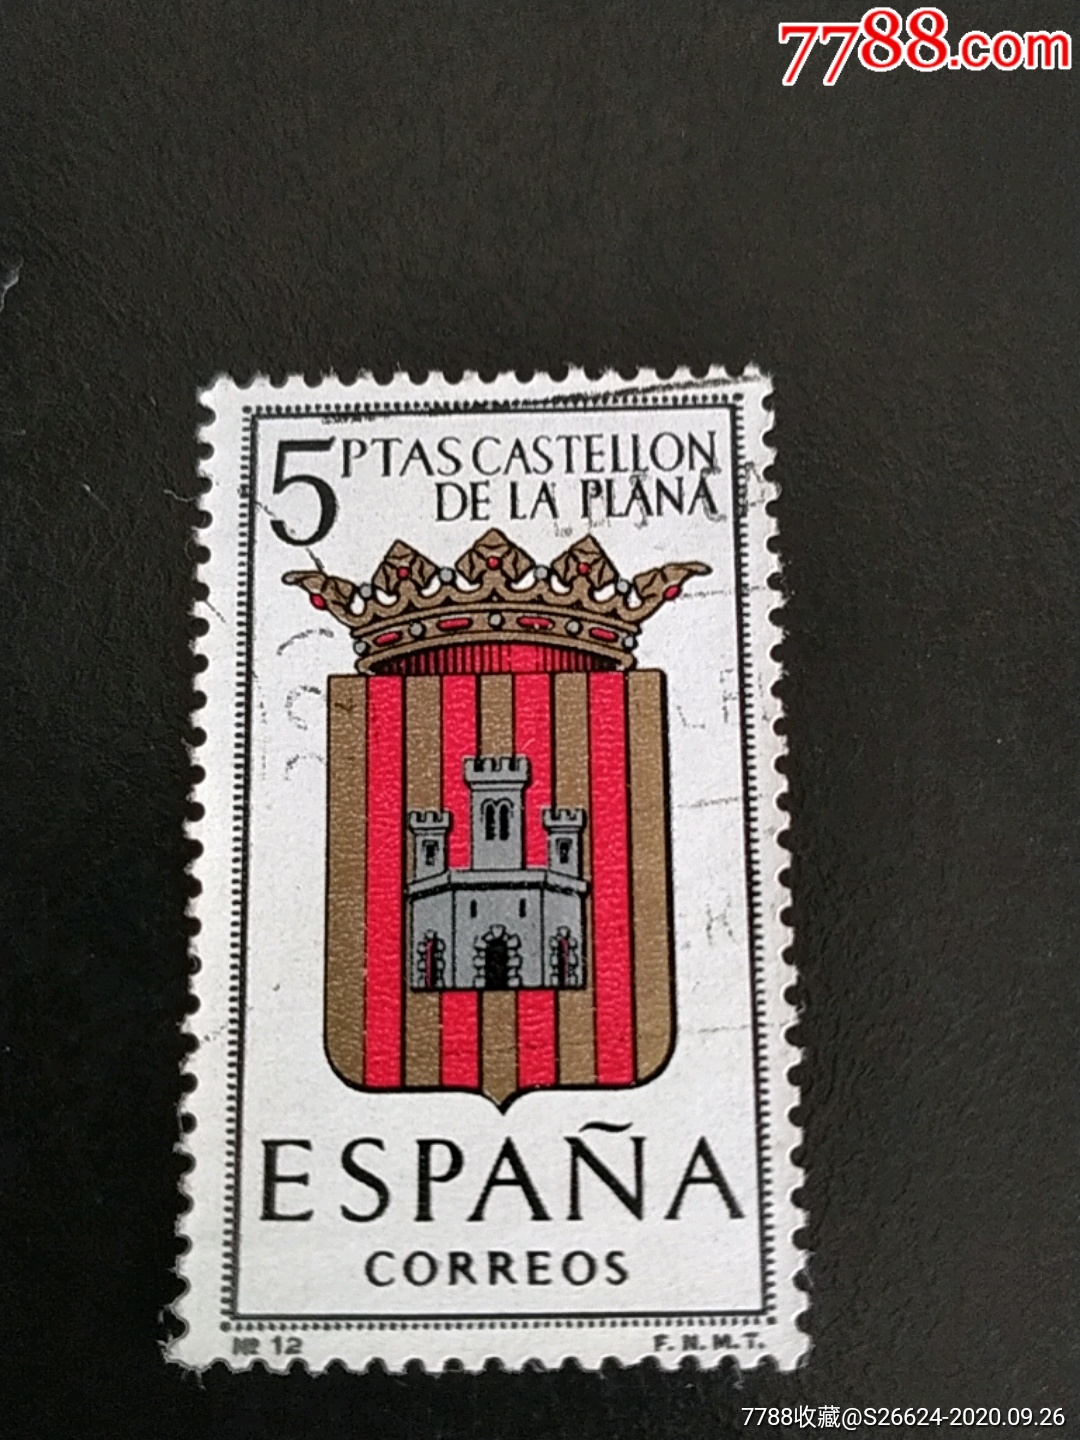 7788.com
5 PTAS CASTELLON
DE LA PLANA
ESPAÑA
CORREOS
Nº 12
F. N. M. T.
7788收藏@S26624-2020.09.26